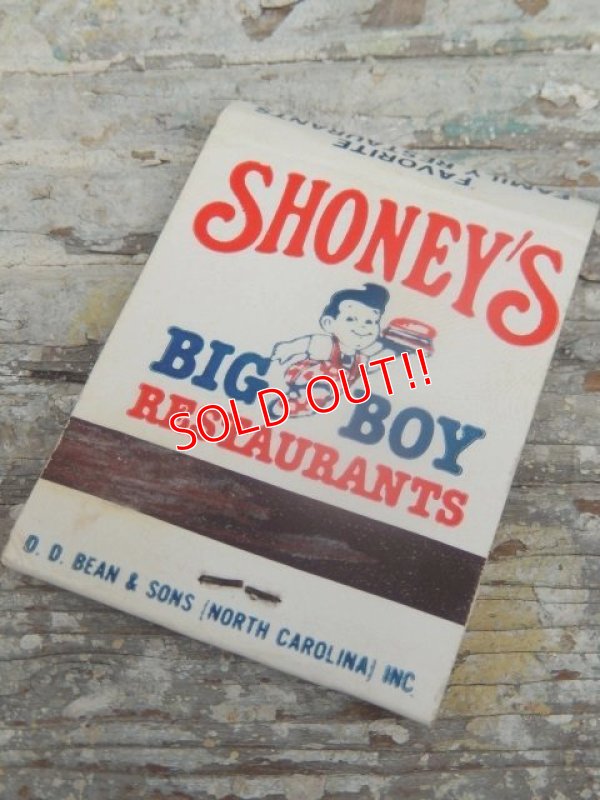 FAVORITE
FAMILY RESTAURANTS
SHONEY'S
BIG BOY
RESTAURANTS
SOLD OUT!!
D. D. BEAN & SONS (NORTH CAROLINA) INC